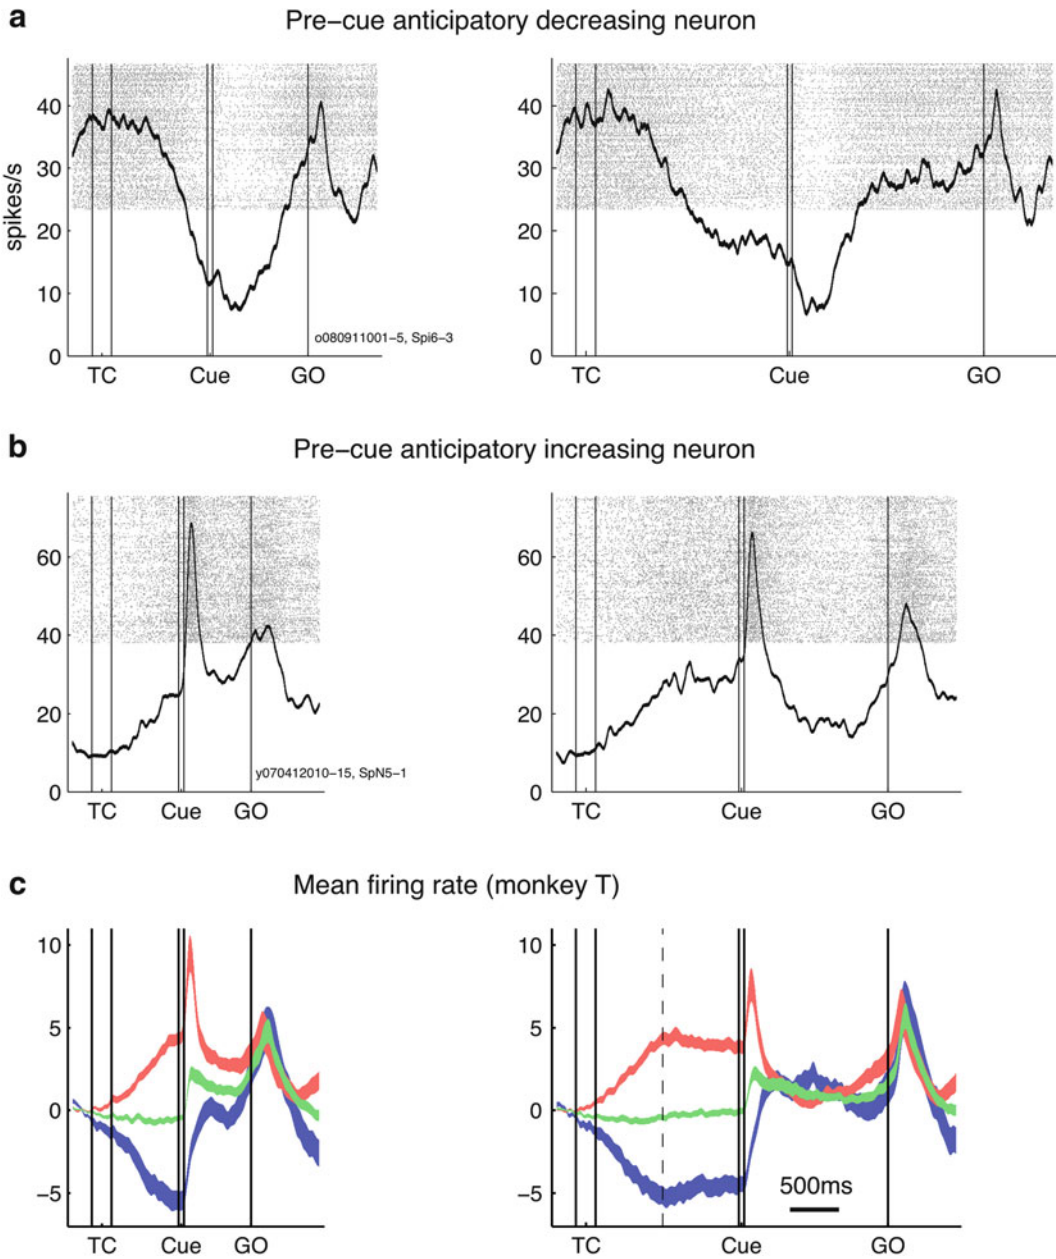 a
Pre−cue anticipatory decreasing neuron
spikes/s
40
30
20
10
0
TC
Cue
GO
o080911001−5, Spi6−3
40
30
20
10
0
TC
Cue
GO
b
Pre−cue anticipatory increasing neuron
60
40
20
0
TC
Cue
GO
y070412010−15, SpN5−1
60
40
20
0
TC
Cue
GO
c
Mean firing rate (monkey T)
10
5
0
−5
TC
Cue
GO
10
5
0
−5
500ms
TC
Cue
GO